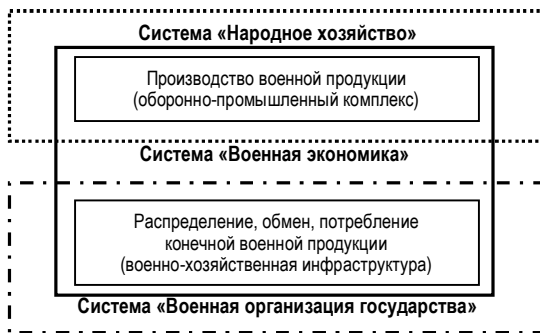 Система «Народное хозяйство»
Производство военной продукции
(оборонно-промышленный комплекс)
Система «Военная экономика»
Распределение, обмен, потребление
конечной военной продукции
(военно-хозяйственная инфраструктура)
Система «Военная организация государства»